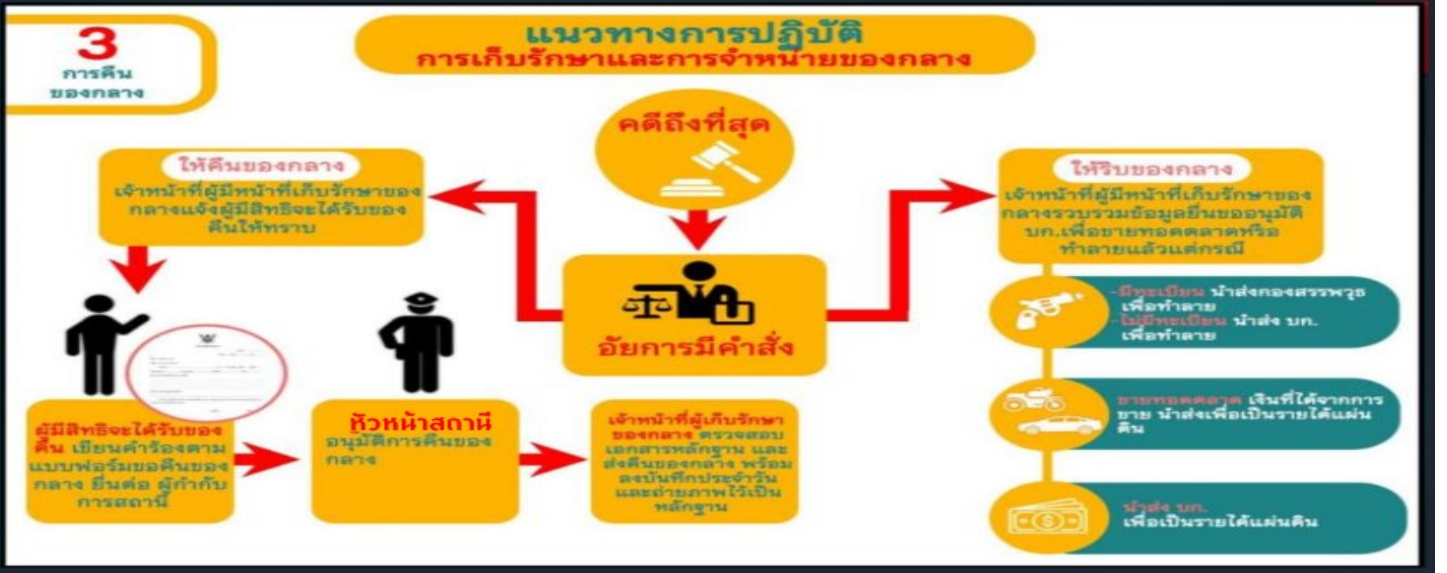 3
การคืน
ของกลาง
แนวทางการปฏิบัติ
การเก็บรักษาและการจำหน่ายของกลาง
คดีถึงที่สุด
อัยการมีคำสั่ง
ให้คืนของกลาง
เจ้าหน้าที่ผู้มีหน้าที่เก็บรักษาของ
กลางแจ้งผู้มีสิทธิจะได้รับของ
คืนให้ทราบ
ผู้มีสิทธิจะได้รับของ
คืน เขียนคำร้องตาม
แบบฟอร์มขอคืนของ
กลาง ยื่นต่อ ผู้กำกับ
การสถานี
หัวหน้าสถานี
อนุมัติการคืนของ
กลาง
เจ้าหน้าที่ผู้เก็บรักษา
ของกลาง ตรวจสอบ
เอกสารหลักฐาน และ
ส่งคืนของกลาง พร้อม
ลงบันทึกประจำวัน
และถ่ายภาพไว้เป็น
หลักฐาน
ให้ริบของกลาง
เจ้าหน้าที่ผู้มีหน้าที่เก็บรักษาของ
กลางรวบรวมข้อมูลยื่นขออนุมัติ
บก.เพื่อขายทอดตลาดหรือ
ทำลายแล้วแต่กรณี
-มีทะเบียน นำส่งกองสรรพวุธ
เพื่อทำลาย
-ไม่มีทะเบียน นำส่ง บก.
เพื่อทำลาย
ขายทอดตลาด เงินที่ได้จากการ
ขาย นำส่งเพื่อเป็นรายได้แผ่น
ดิน
นำส่ง บก.
เพื่อเป็นรายได้แผ่นดิน